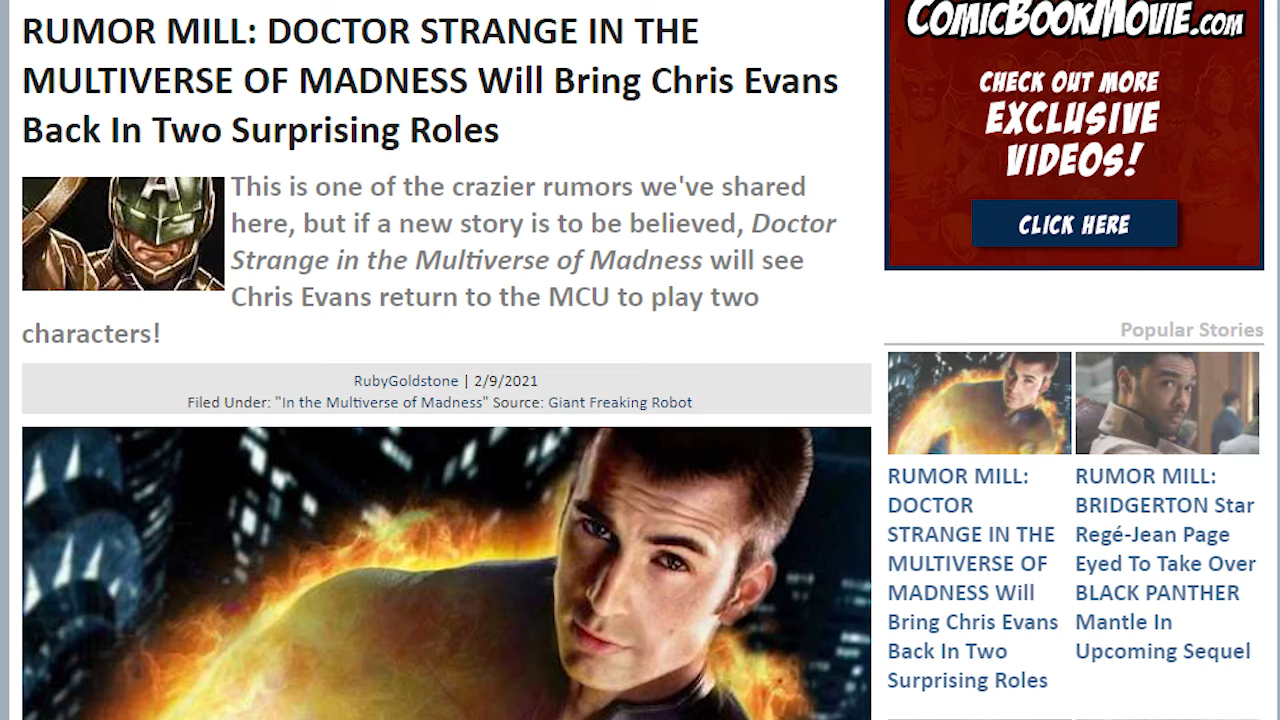 RUMOR MILL: DOCTOR STRANGE IN THE
MULTIVERSE OF MADNESS Will Bring Chris Evans
Back In Two Surprising Roles
This is one of the crazier rumors we've shared
here, but if a new story is to be believed, Doctor
Strange in the Multiverse of Madness will see
Chris Evans return to the MCU to play two
characters!
RubyGoldstone | 2/9/2021
Filed Under: "In the Multiverse of Madness" Source: Giant Freaking Robot
A
COMICBOOKMOVIE.COM
CHECK OUT MORE
EXCLUSIVE
VIDEOS!
CLICK HERE
Popular Stories
RUMOR MILL:
DOCTOR
STRANGE IN THE
MULTIVERSE OF
MADNESS Will
Bring Chris Evans
Back In Two
Surprising Roles
RUMOR MILL:
BRIDGERTON Star
Regé-Jean Page
Eyed To Take Over
BLACK PANTHER
Mantle In
Upcoming Sequel